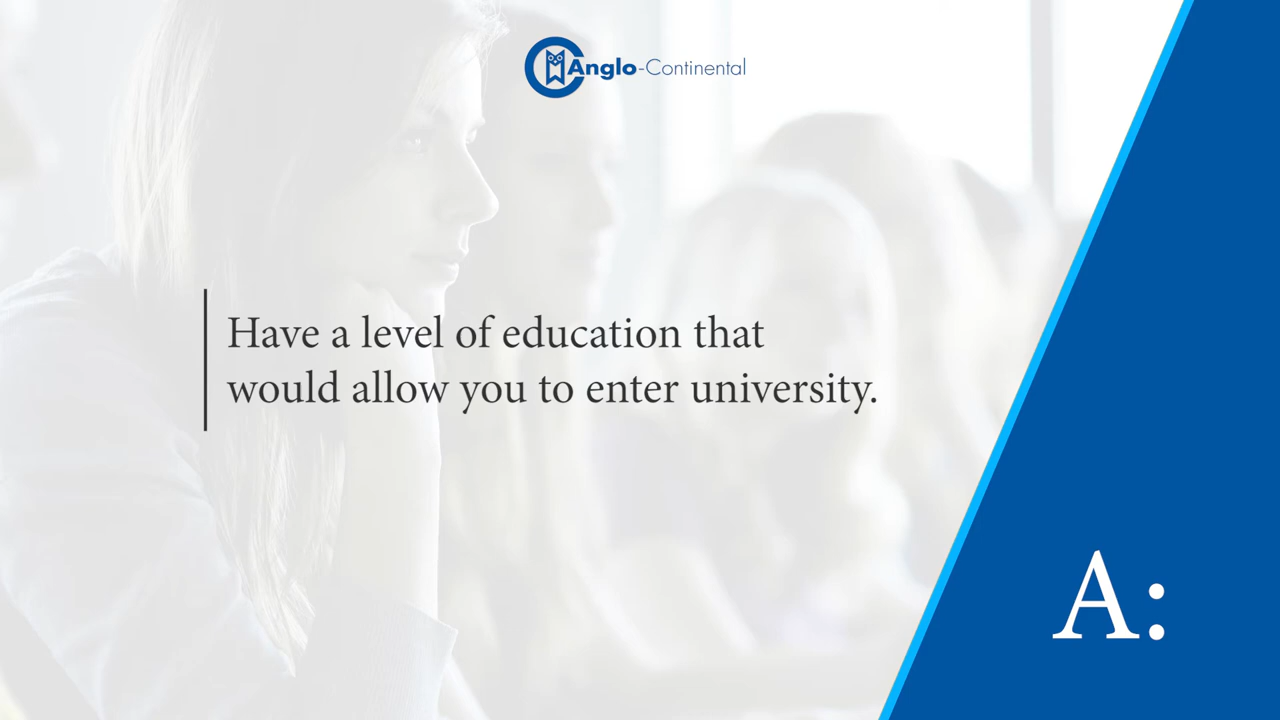 Anglo-Continental
Have a level of education that
would allow you to enter university.
A: